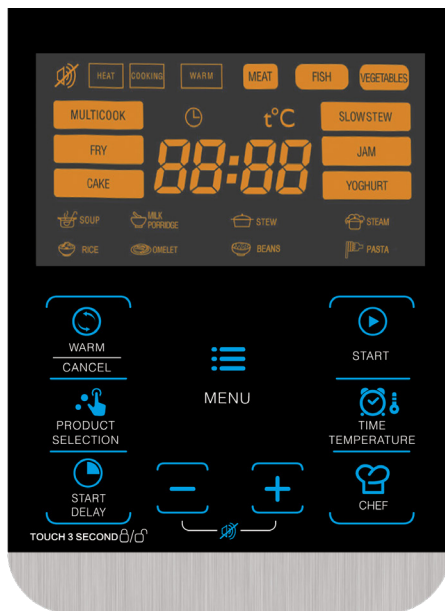 HEAT COOKING WARM MEAT FISH VEGETABLES
MULTICOOK t°C SLOWSTEW
FRY 88:88 JAM
CAKE YOGHURT
SOUP MILK PORRIDGE STEW STEAM
RICE OMELET BEANS PASTA
WARM
CANCEL
MENU
START
PRODUCT
SELECTION
TIME
TEMPERATURE
START
DELAY
−
+
CHEF
TOUCH 3 SECOND /